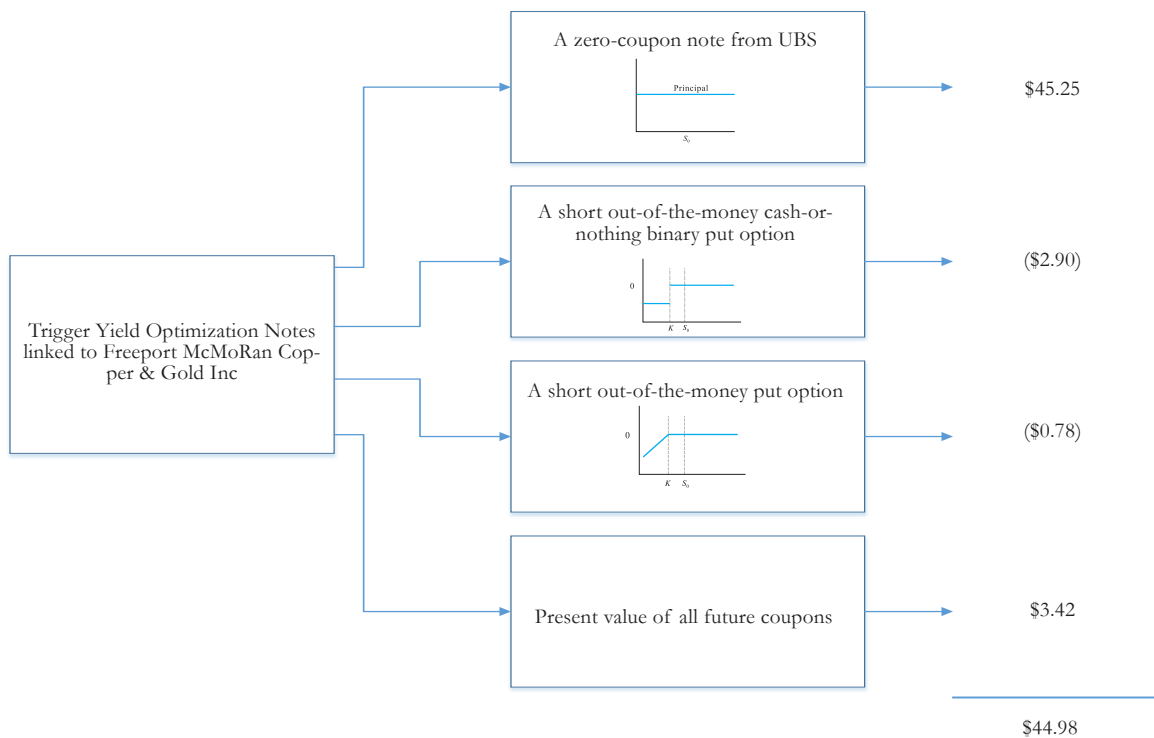 A zero-coupon note from UBS
Principal
S₀
$45.25
A short out-of-the-money cash-or-
nothing binary put option
0
K
S₀
($2.90)
Trigger Yield Optimization Notes
linked to Freeport McMoRan Cop-
per & Gold Inc
A short out-of-the-money put option
0
K
S₀
($0.78)
Present value of all future coupons
$3.42
$44.98